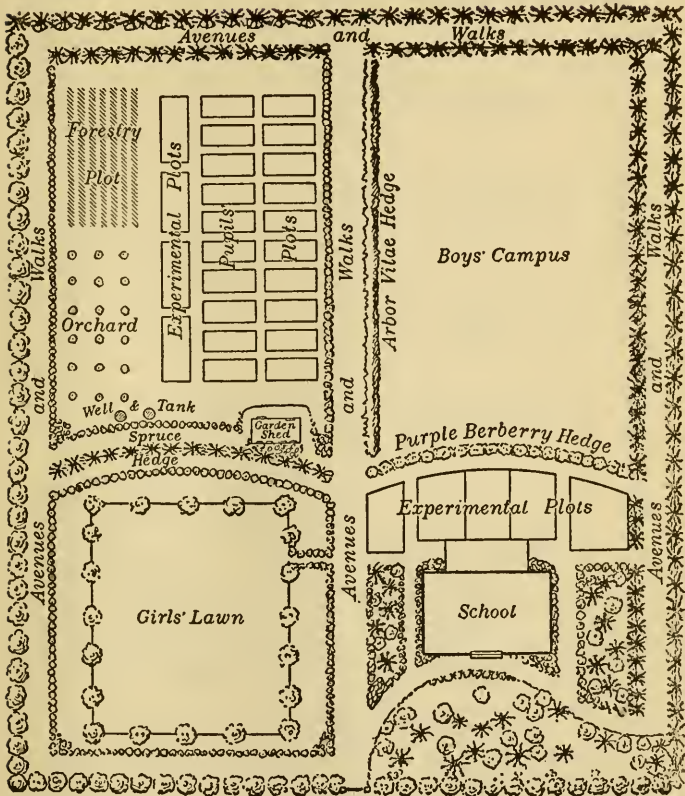 Avenues and Walks
Forestry
Plot
Experimental Plots
Pupils' Plots
Walks
and
Avenues
Orchard
Well & Tank
Spruce
Hedge
Garden
Shed
Walks
and
Avenues
Arbor Vitae Hedge
Boys' Campus
Walks
and
Avenues
Purple Berberry Hedge
Experimental Plots
School
Girls' Lawn